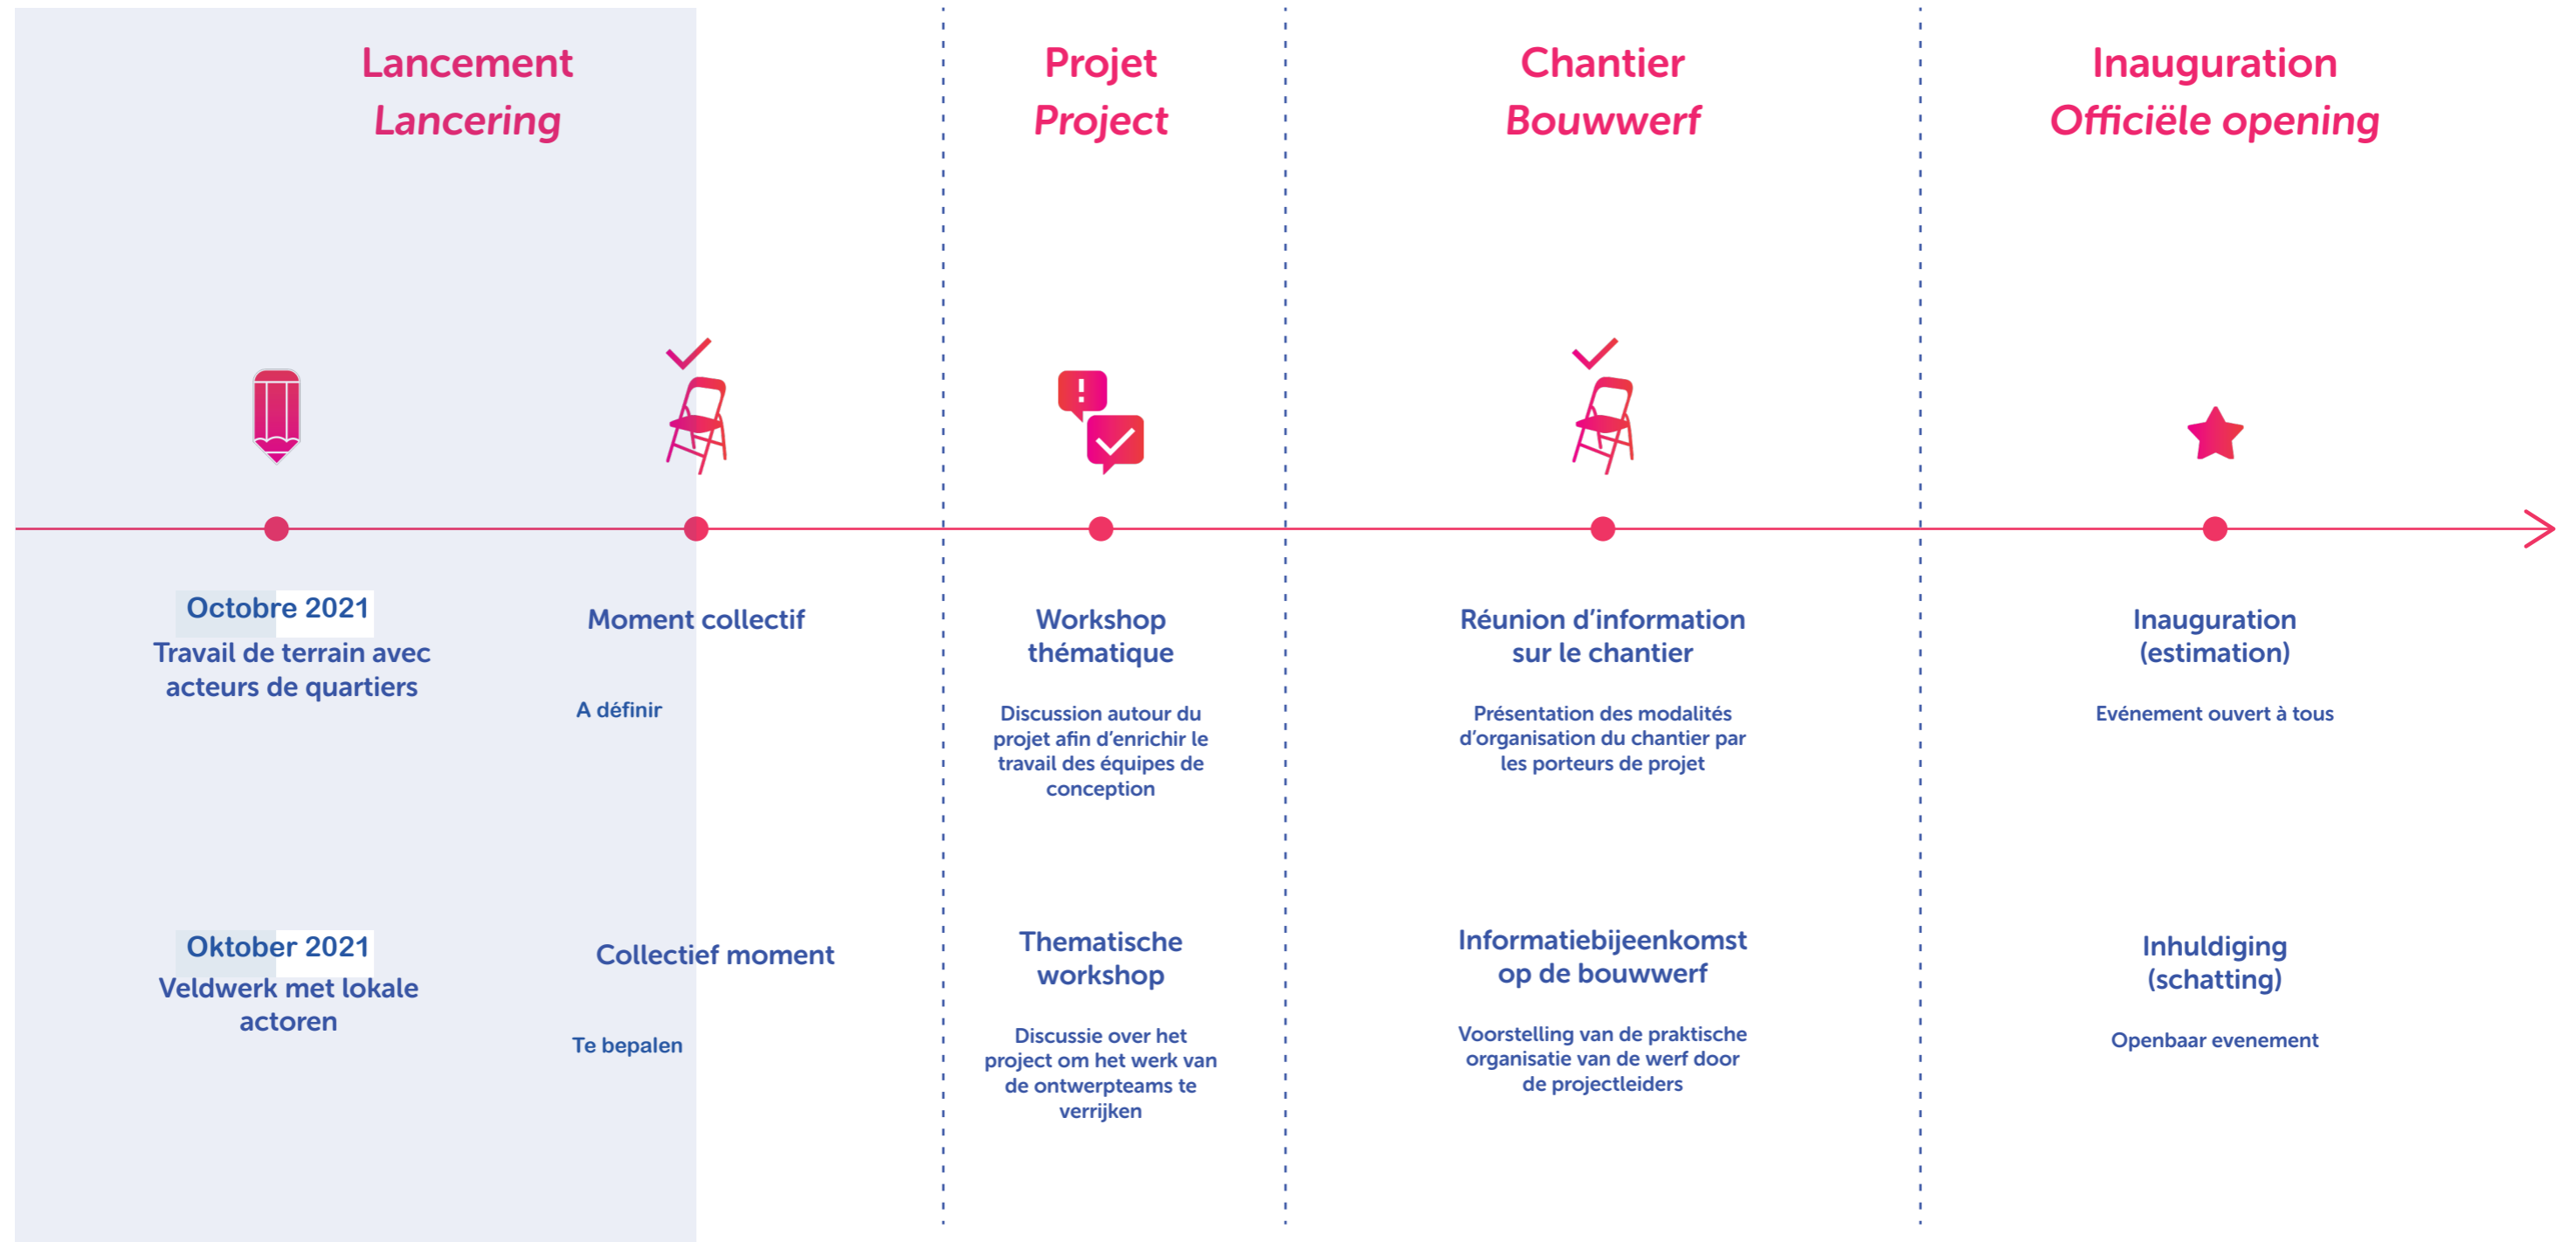 Lancement
Lancering
Projet
Project
Chantier
Bouwwerf
Inauguration
Officiële opening
Octobre 2021
Travail de terrain avec
acteurs de quartiers
Moment collectif
A définir
Workshop
thématique
Discussion autour du
projet afin d’enrichir le
travail des équipes de
conception
Réunion d’information
sur le chantier
Présentation des modalités
d’organisation du chantier par
les porteurs de projet
Inauguration
(estimation)
Evénement ouvert à tous
Oktober 2021
Veldwerk met lokale
actoren
Collectief moment
Te bepalen
Thematische
workshop
Discussie over het
project om het werk van
de ontwerpteams te
verrijken
Informatiebijeenkomst
op de bouwwerf
Voorstelling van de praktische
organisatie van de werf door
de projectleiders
Inhuldiging
(schatting)
Openbaar evenement